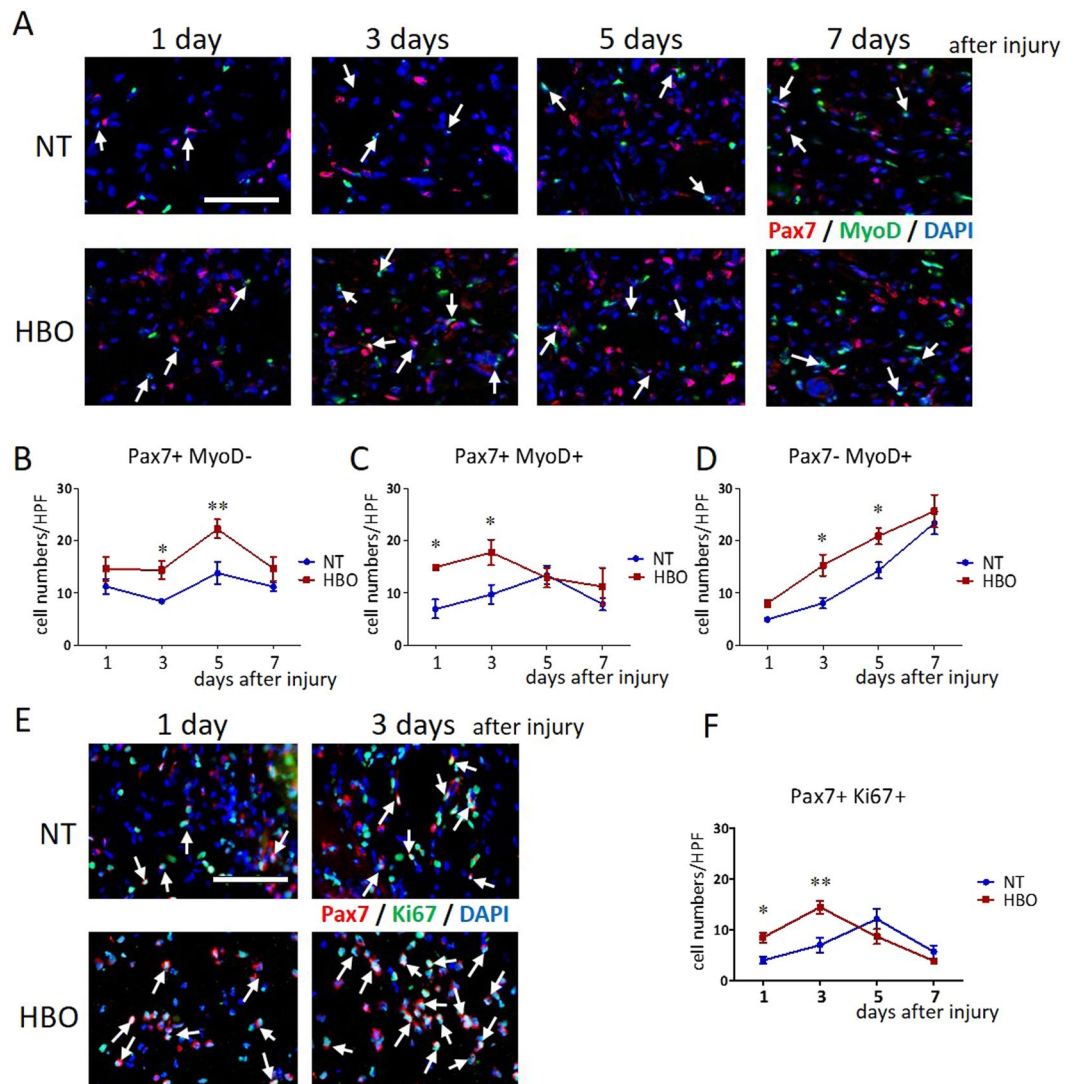 A
1 day 3 days 5 days 7 days after injury
NT
Pax7 / MyoD / DAPI
HBO
B Pax7+ MyoD-
cell numbers/HPF
30
20
10
0
** 
*
NT
HBO
1 3 5 7
days after injury
C Pax7+ MyoD+
cell numbers/HPF
30
20
10
0
* *
NT
HBO
1 3 5 7
days after injury
D Pax7- MyoD+
cell numbers/HPF
30
20
10
0
* *
NT
HBO
1 3 5 7
days after injury
E
1 day 3 days after injury
NT
Pax7 / Ki67 / DAPI
HBO
F
Pax7+ Ki67+
cell numbers/HPF
30
20
10
0
* **
NT
HBO
1 3 5 7
days after injury